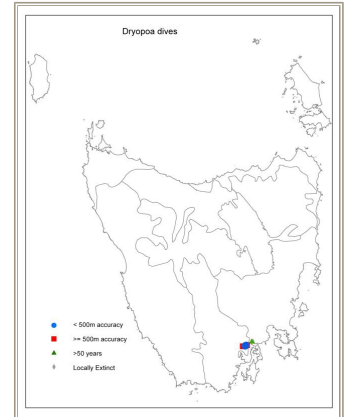 Dryopoa dives
< 500m accuracy
>= 500m accuracy
>50 years
Locally Extinct